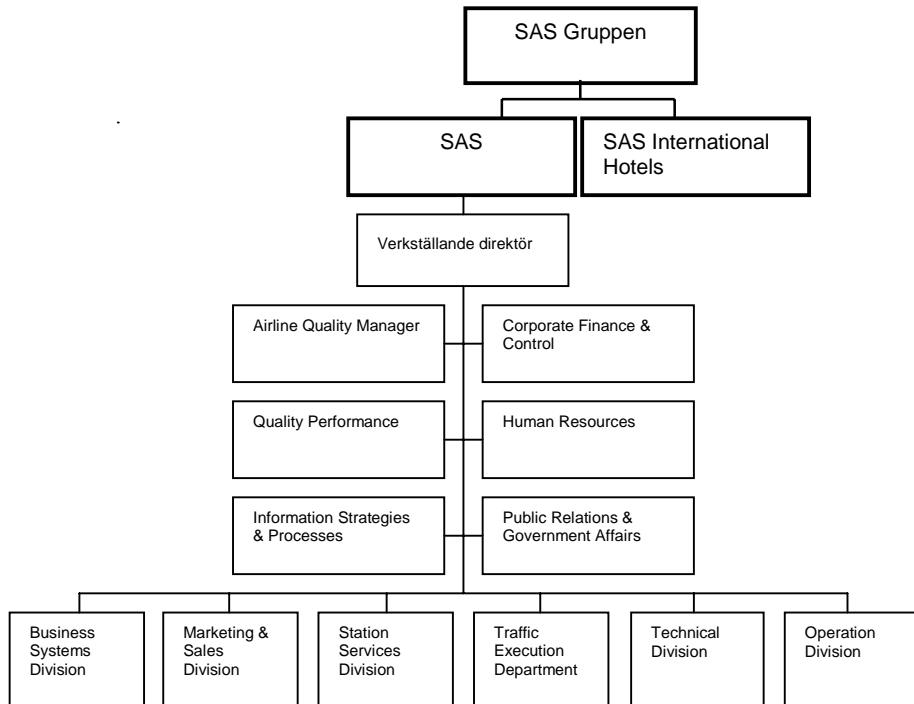 SAS Gruppen
SAS
SAS International
Hotels
Verkställande direktör
Airline Quality Manager
Corporate Finance &
Control
Quality Performance
Human Resources
Information Strategies
& Processes
Public Relations &
Government Affairs
Business
Systems
Division
Marketing &
Sales
Division
Station
Services
Division
Traffic
Execution
Department
Technical
Division
Operation
Division